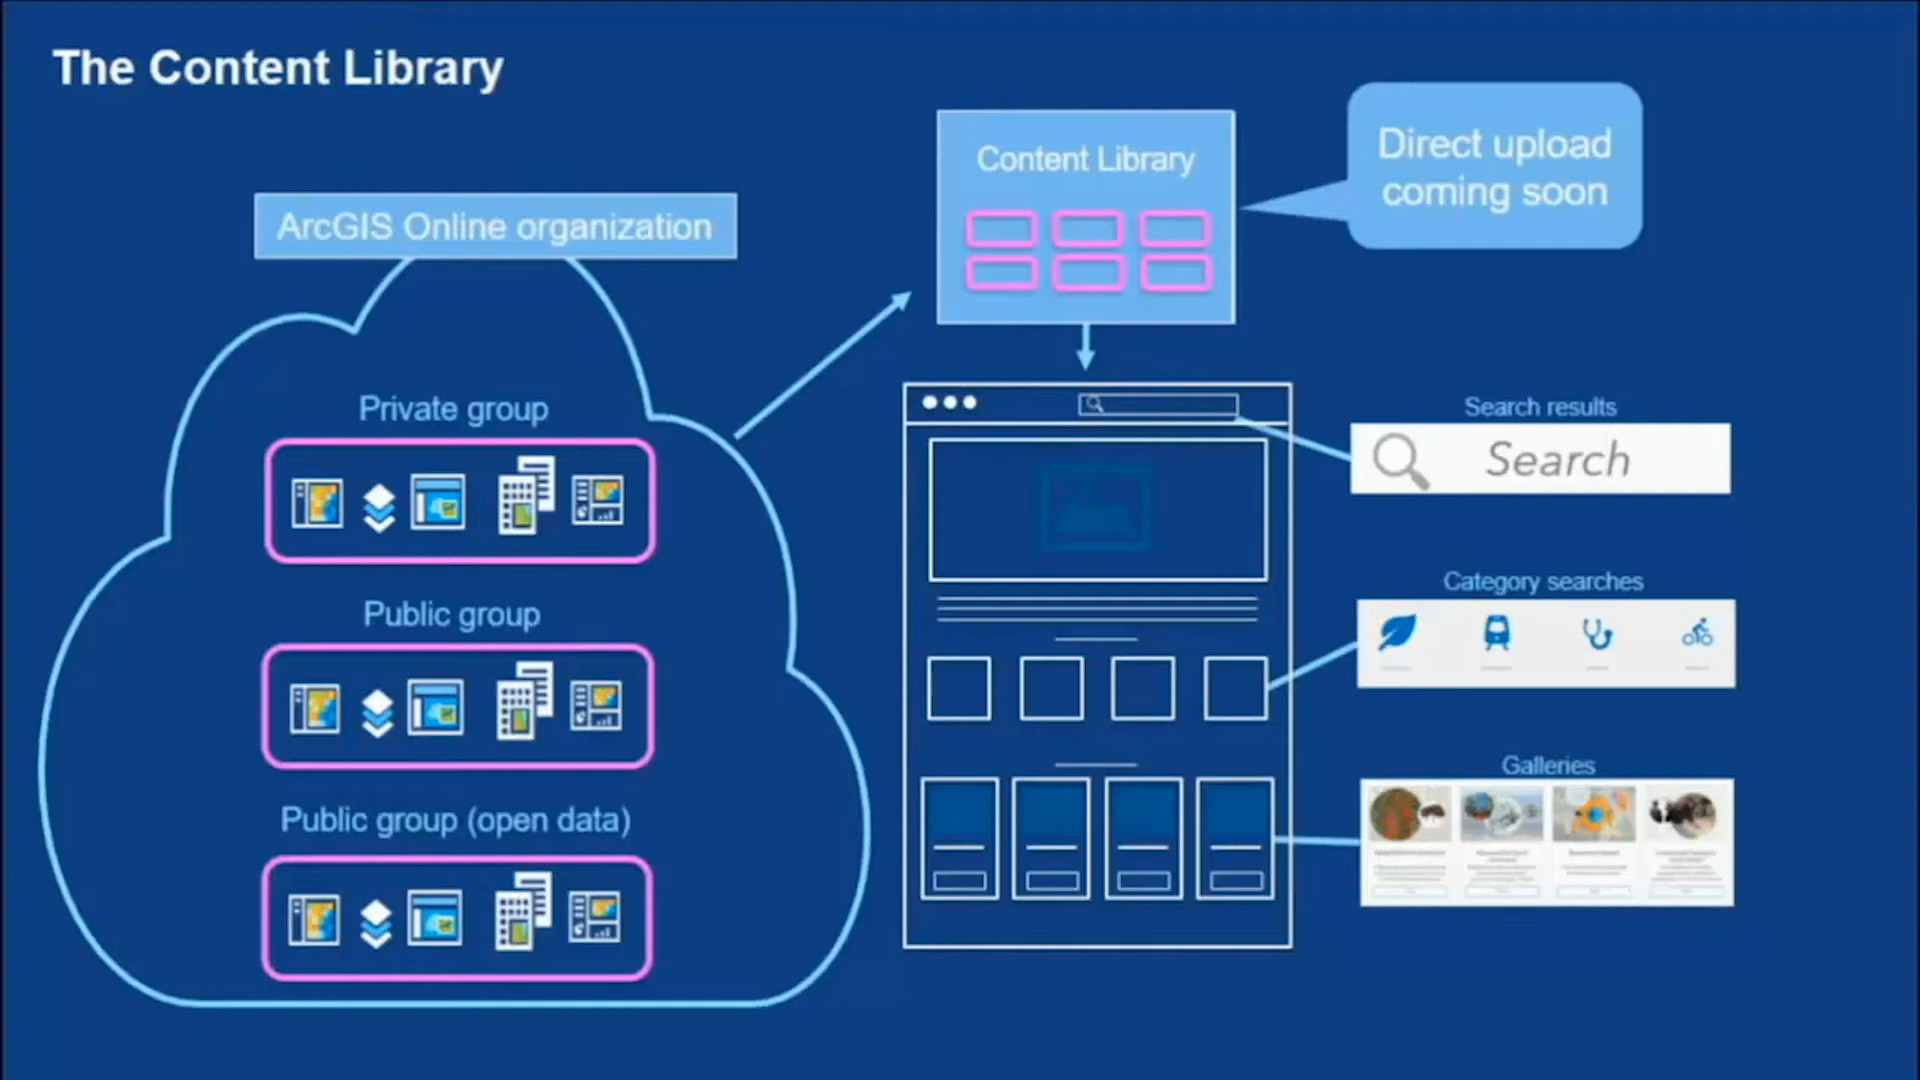 The Content Library
ArcGIS Online organization
Private group
Public group
Public group (open data)
Content Library
Direct upload
coming soon
Search results
Search
Category searches
Galleries